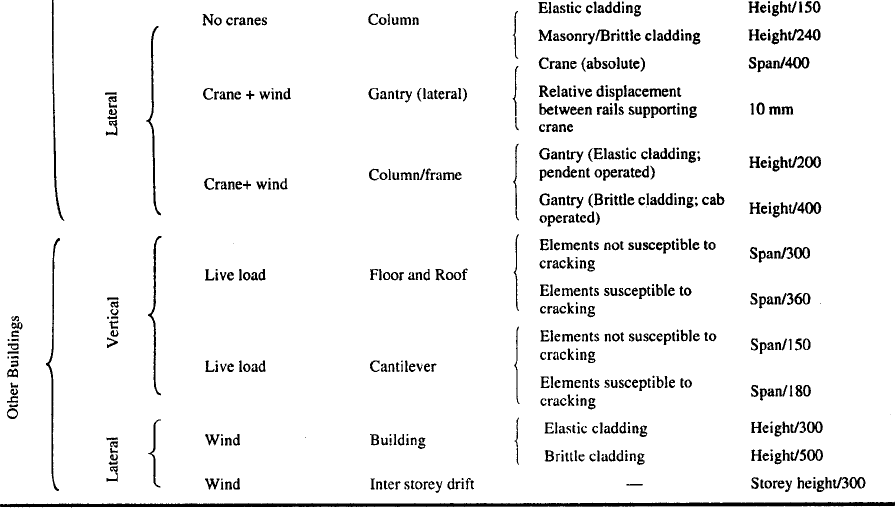 Elastic cladding Height/150
No cranes Column
Masonry/Brittle cladding Height/240
Crane (absolute) Span/400
Lateral
Crane + wind Gantry (lateral)
Relative displacement
between rails supporting 10 mm
crane
Gantry (Elastic cladding; Height/200
pendent operated)
Crane+ wind Column/frame
Gantry (Brittle cladding; cab Height/400
operated)
Other Buildings
Vertical
Elements not susceptible to Span/300
cracking
Live load Floor and Roof
Elements susceptible to Span/360
cracking
Elements not susceptible to Span/150
cracking
Live load Cantilever
Elements susceptible to Span/180
cracking
Lateral
Elastic cladding Height/300
Wind Building
Brittle cladding Height/500
Wind Inter storey drift — Storey height/300